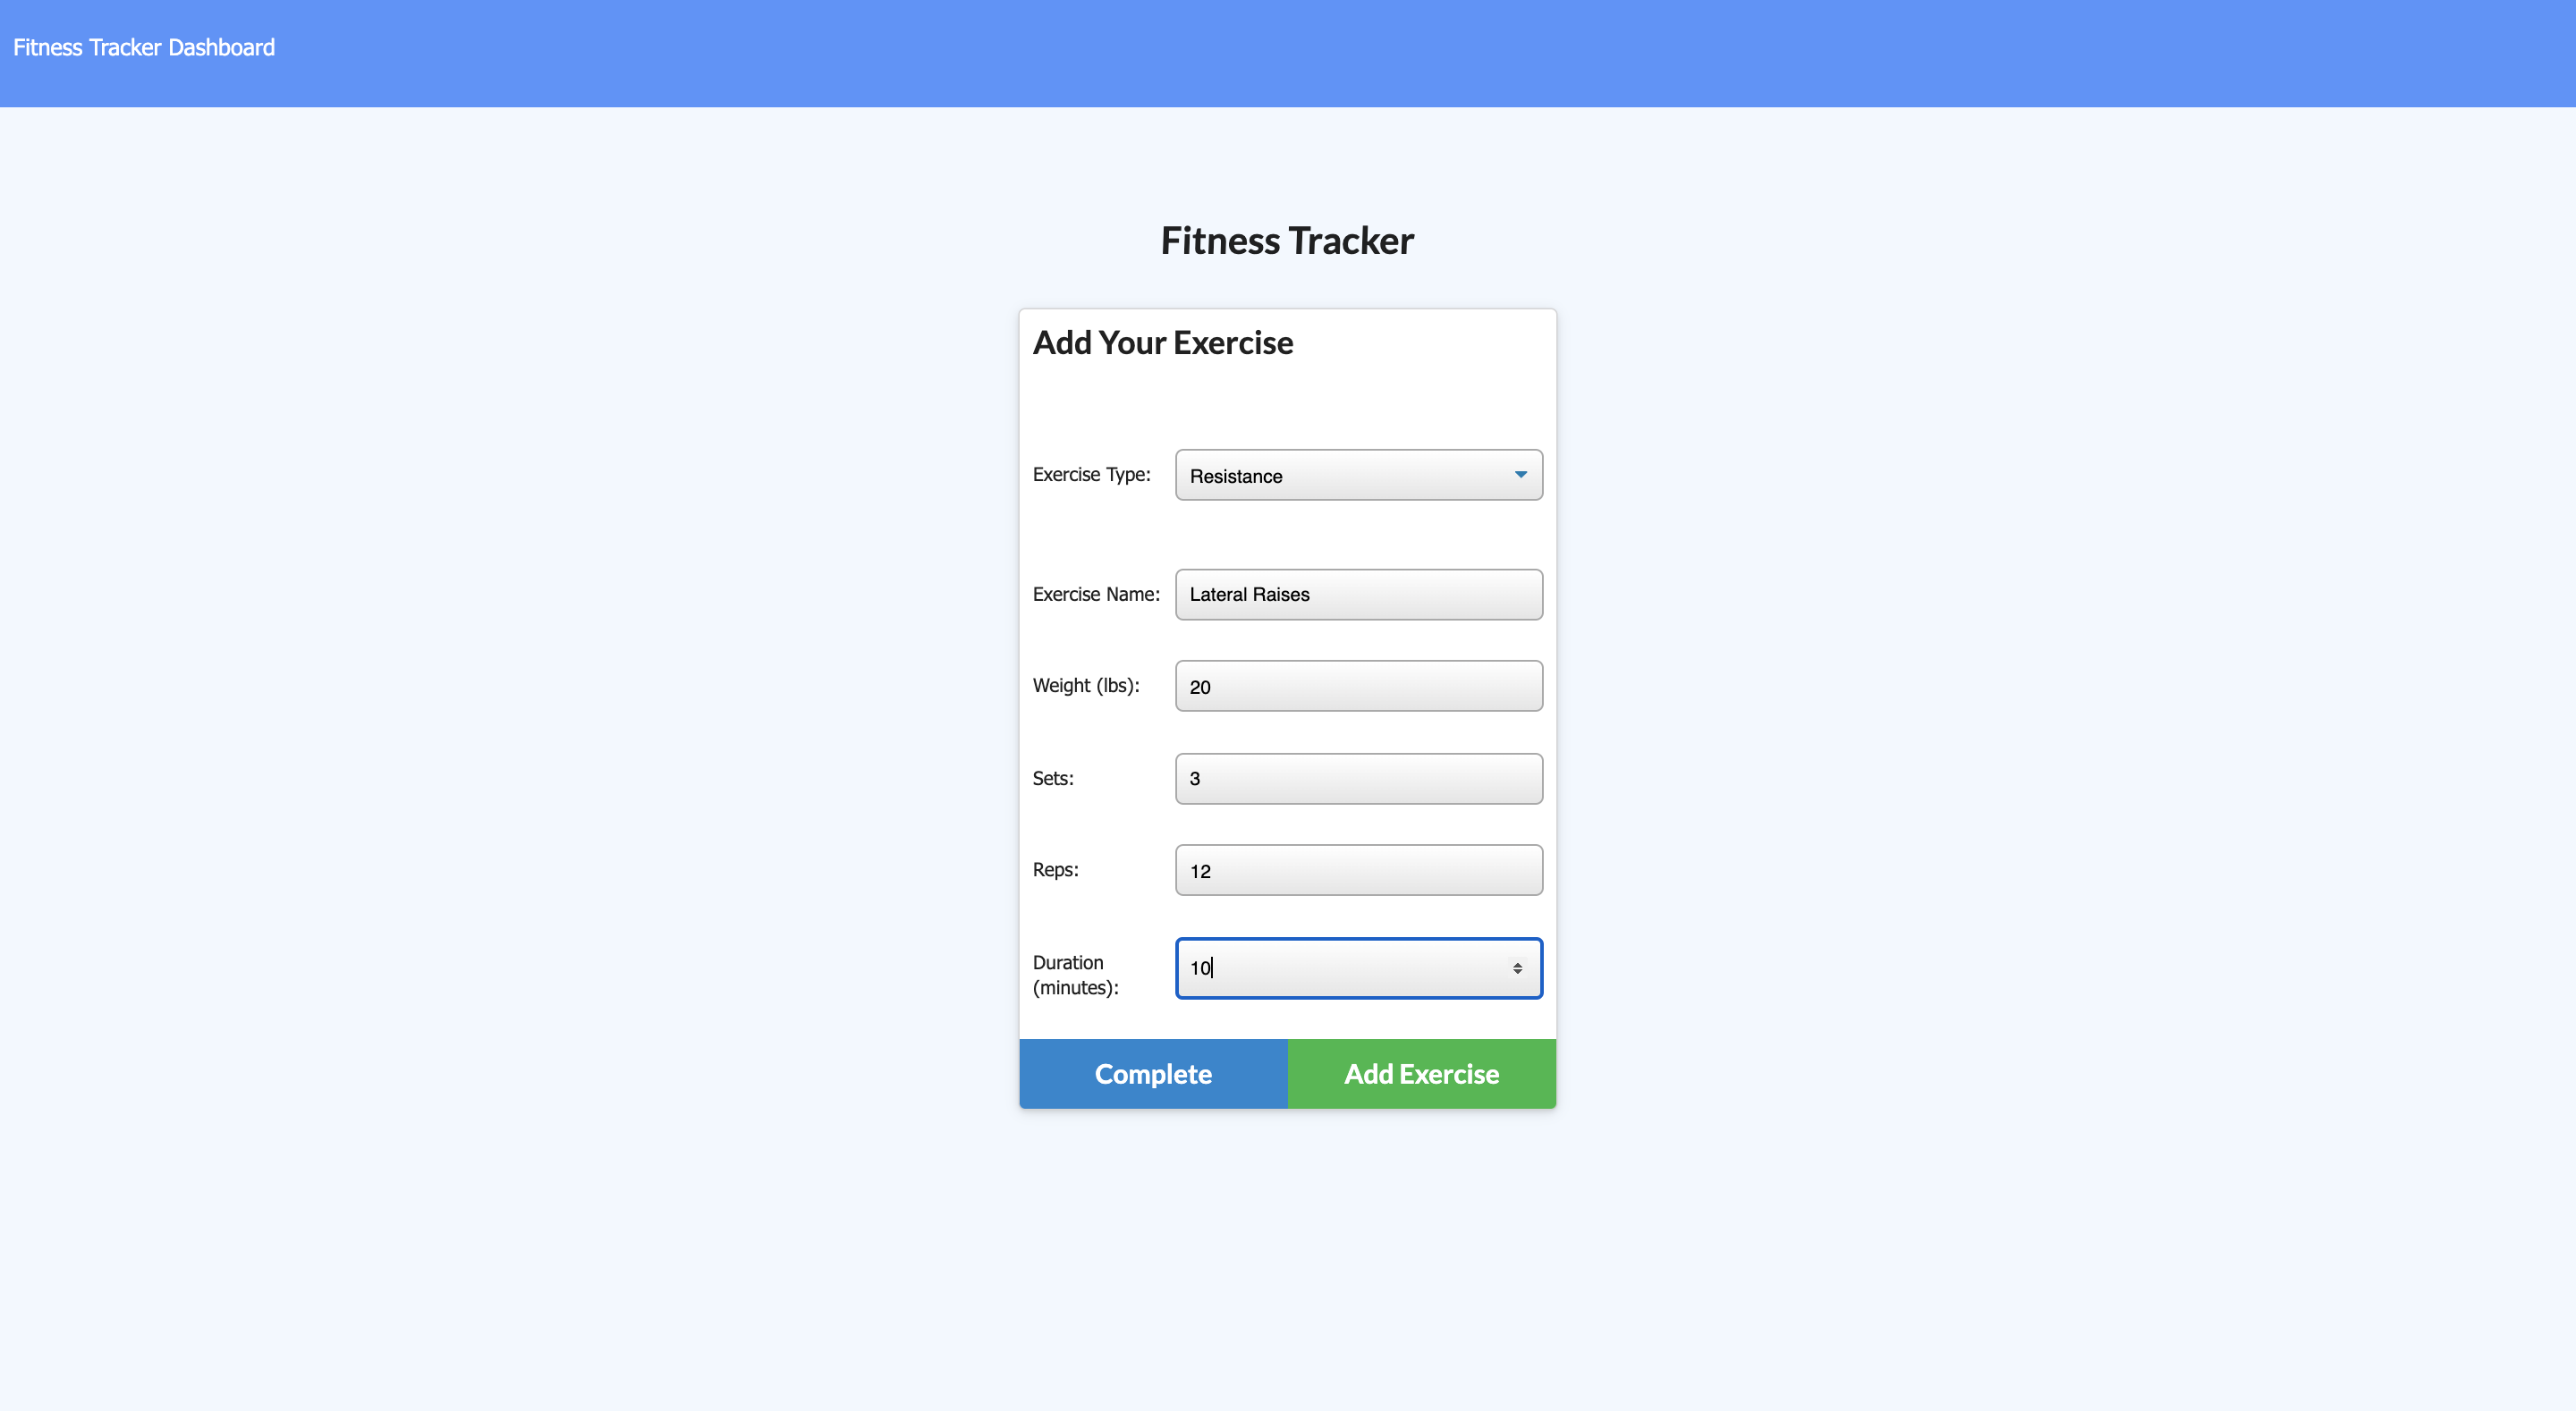 Fitness Tracker Dashboard
Fitness Tracker
Add Your Exercise
Exercise Type: Resistance
Exercise Name: Lateral Raises
Weight (lbs): 20
Sets: 3
Reps: 12
Duration
(minutes): 10
Complete Add Exercise